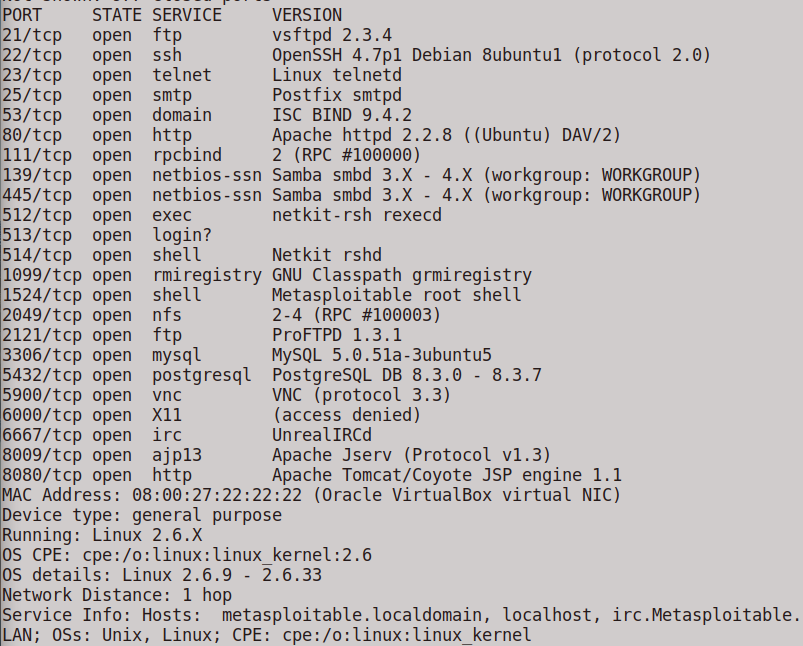 PORT     STATE SERVICE     VERSION
21/tcp   open  ftp         vsftpd 2.3.4
22/tcp   open  ssh         OpenSSH 4.7p1 Debian 8ubuntu1 (protocol 2.0)
23/tcp   open  telnet      Linux telnetd
25/tcp   open  smtp        Postfix smtpd
53/tcp   open  domain      ISC BIND 9.4.2
80/tcp   open  http        Apache httpd 2.2.8 ((Ubuntu) DAV/2)
111/tcp  open  rpcbind     2 (RPC #100000)
139/tcp  open  netbios-ssn Samba smbd 3.X - 4.X (workgroup: WORKGROUP)
445/tcp  open  netbios-ssn Samba smbd 3.X - 4.X (workgroup: WORKGROUP)
512/tcp  open  exec        netkit-rsh rexecd
513/tcp  open  login?
514/tcp  open  shell       Netkit rshd
1099/tcp open  rmiregistry GNU Classpath grmiregistry
1524/tcp open  shell       Metasploitable root shell
2049/tcp open  nfs         2-4 (RPC #100003)
2121/tcp open  ftp         ProFTPD 1.3.1
3306/tcp open  mysql       MySQL 5.0.51a-3ubuntu5
5432/tcp open  postgresql  PostgreSQL DB 8.3.0 - 8.3.7
5900/tcp open  vnc         VNC (protocol 3.3)
6000/tcp open  X11         (access denied)
6667/tcp open  irc         UnrealIRCd
8009/tcp open  ajp13       Apache Jserv (Protocol v1.3)
8080/tcp open  http        Apache Tomcat/Coyote JSP engine 1.1
MAC Address: 08:00:27:22:22:22 (Oracle VirtualBox virtual NIC)
Device type: general purpose
Running: Linux 2.6.X
OS CPE: cpe:/o:linux:linux_kernel:2.6
OS details: Linux 2.6.9 - 2.6.33
Network Distance: 1 hop
Service Info: Hosts:  metasploitable.localdomain, localhost, irc.Metasploitable.
LAN; OSs: Unix, Linux; CPE: cpe:/o:linux:linux_kernel